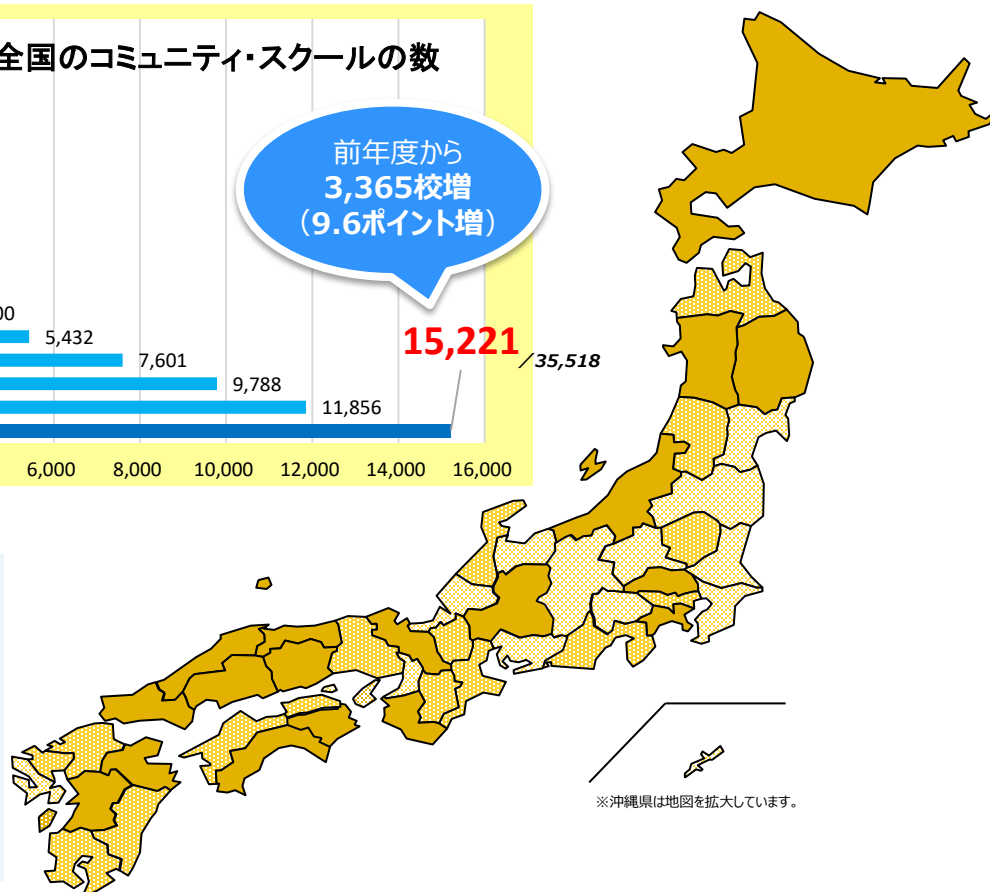 全国のコミュニティ・スクールの数
前年度から
3,365校増
（9.6ポイント増）
00
5,432
15,221
／35,518
7,601
9,788
11,856
6,000 8,000 10,000 12,000 14,000 16,000
※沖縄県は地図を拡大しています。